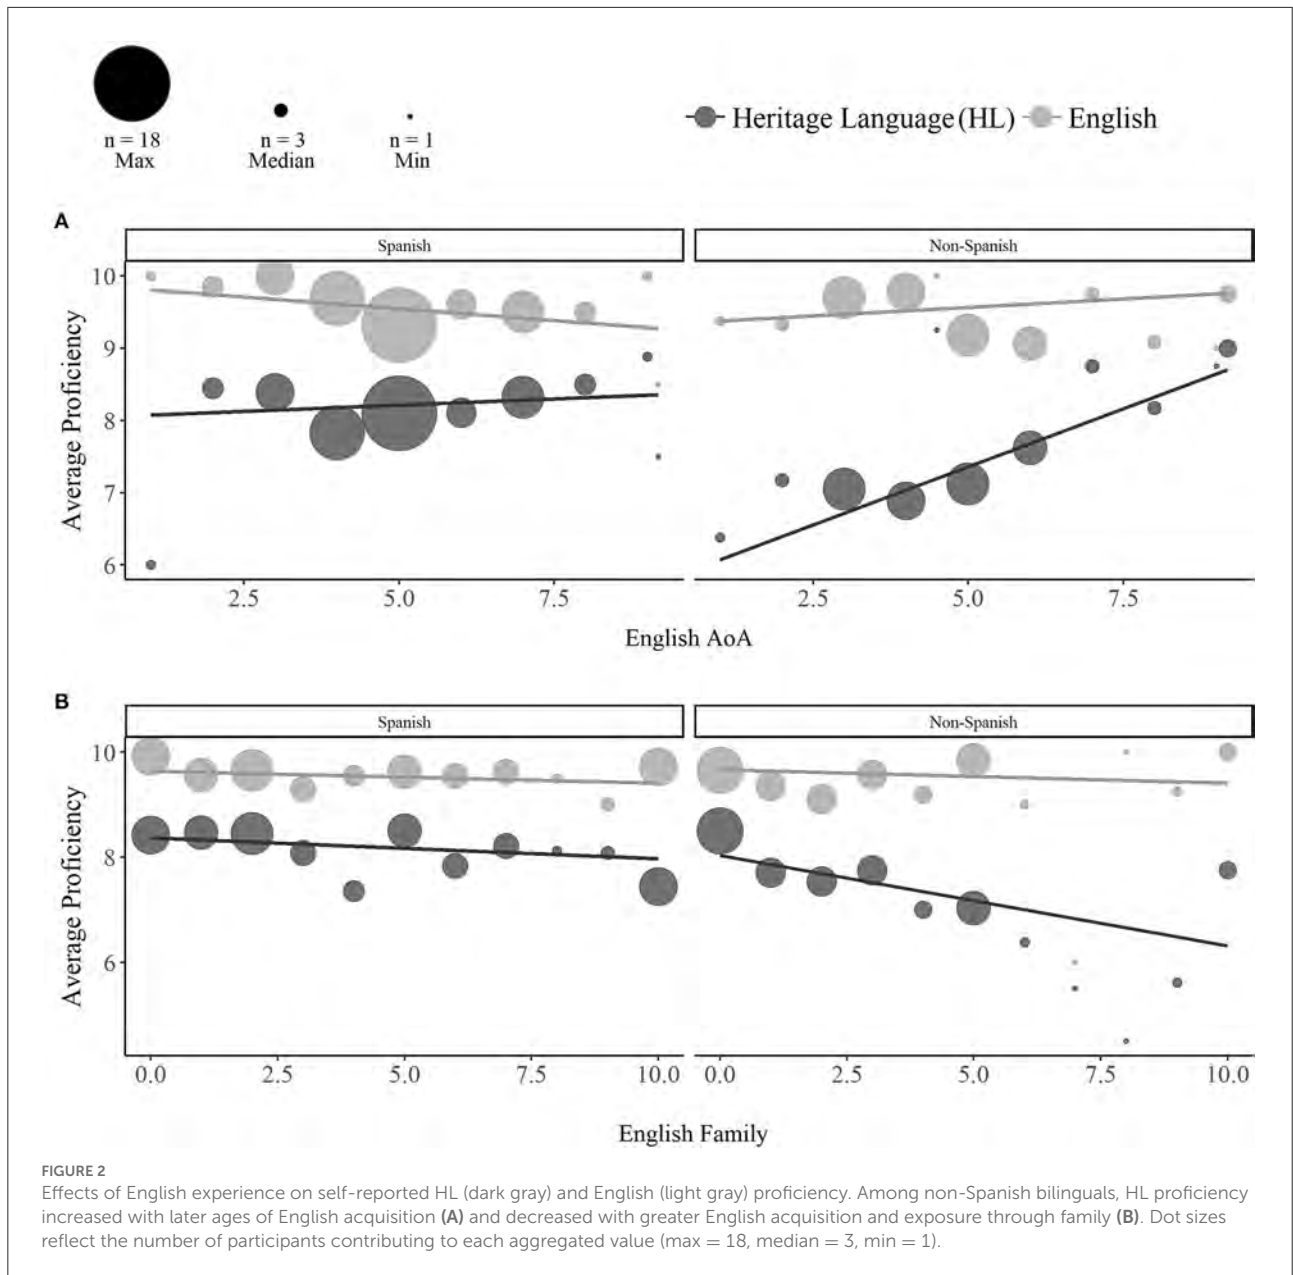 n = 18 n = 3 n = 1
Max Median Min
Heritage Language (HL) English
A
Spanish Non-Spanish
Average Proficiency
10
9
8
7
6
2.5 5.0 7.5 2.5 5.0 7.5
English AoA
B
Spanish Non-Spanish
Average Proficiency
10
8
6
0.0 2.5 5.0 7.5 10.0 0.0 2.5 5.0 7.5 10.0
English Family
FIGURE 2
Effects of English experience on self-reported HL (dark gray) and English (light gray) proficiency. Among non-Spanish bilinguals, HL proficiency
increased with later ages of English acquisition (A) and decreased with greater English acquisition and exposure through family (B). Dot sizes
reflect the number of participants contributing to each aggregated value (max = 18, median = 3, min = 1).